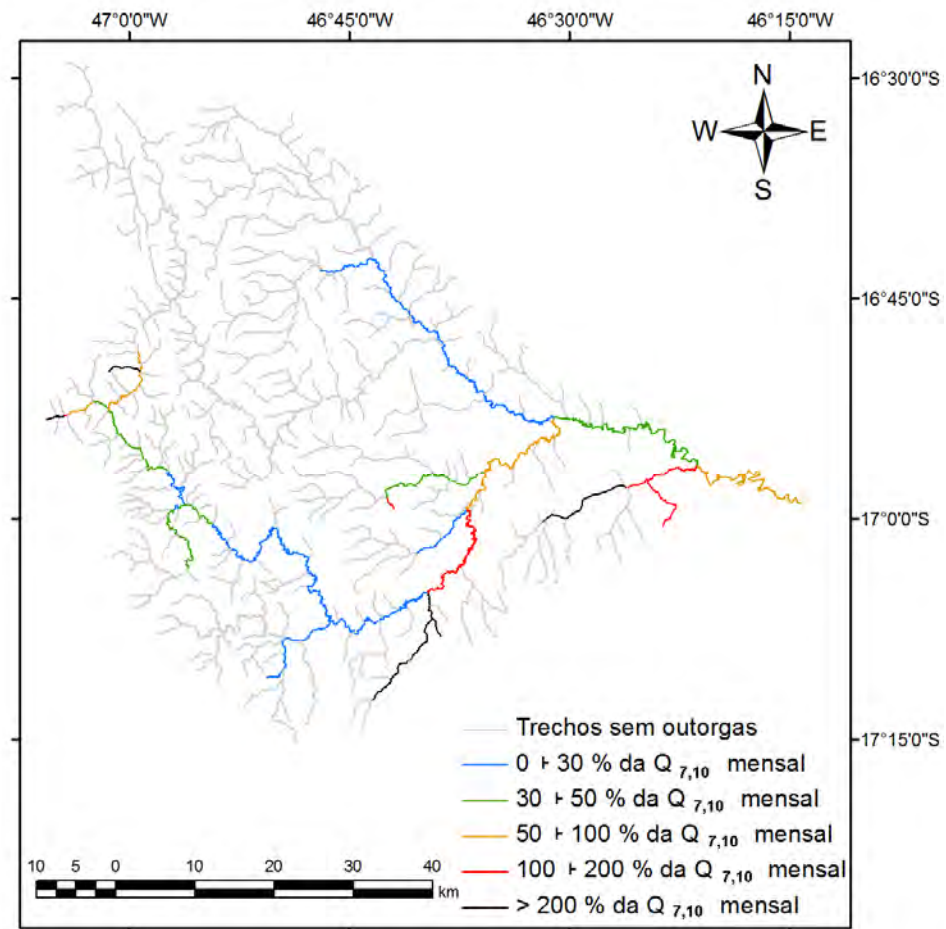 47°0'0"W 46°45'0"W 46°30'0"W 46°15'0"W
16°30'0"S
N
W E
S
16°45'0"S
17°0'0"S
17°15'0"S
Trechos sem outorgas
0 ⊦ 30 % da Q 7,10 mensal
30 ⊦ 50 % da Q 7,10 mensal
50 ⊦ 100 % da Q 7,10 mensal
100 ⊦ 200 % da Q 7,10 mensal
> 200 % da Q 7,10 mensal
10 5 0 10 20 30 40
km